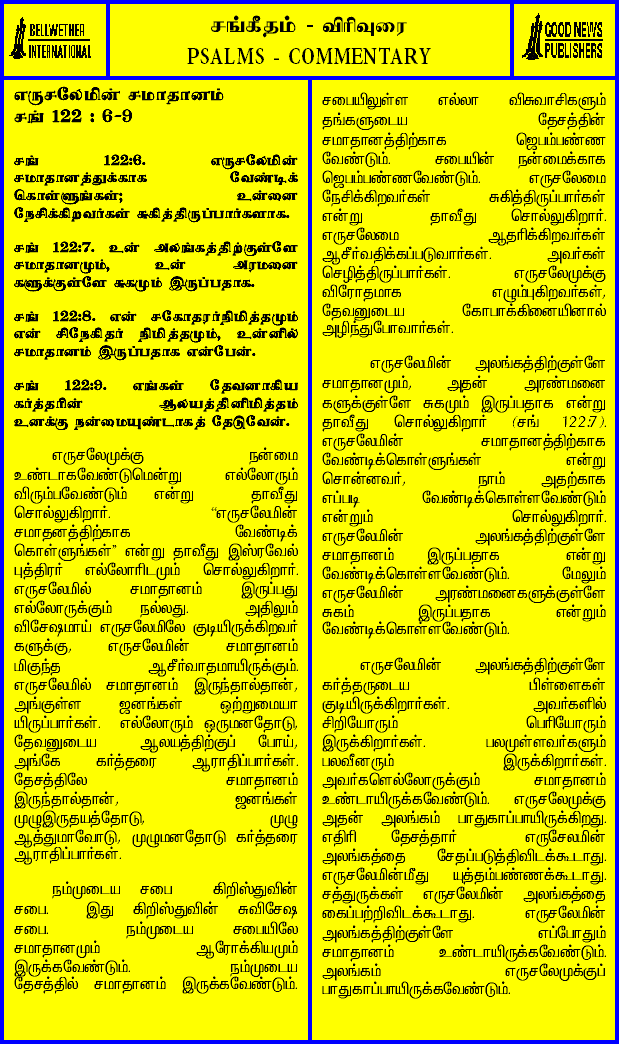 BELLWETHER
INTERNATIONAL
சங்கீதம் - விரிவுரை
PSALMS - COMMENTARY
GOOD NEWS
PUBLISHERS
எருசலேமின் சமாதானம்
சங் 122 : 6-9
சங் 122:6. எருசலேமின்
சமாதானத்துக்காக வேண்டிக்
கொள்ளுங்கள்; உன்னை
நேசிக்கிறவர்கள் சுகித்திருப்பார்களாக.
சங் 122:7. உன் அலங்கத்திற்குள்ளே
சமாதானமும், உன் அரமனை
களுக்குள்ளே சுகமும் இருப்பதாக.
சங் 122:8. என் சகோதரர்நிமித்தமும்
என் சிநேகிதர் நிமித்தமும், உன்னில்
சமாதானம் இருப்பதாக என்பேன்.
சங் 122:9. எங்கள் தேவனாகிய
கர்த்தரின் ஆலயத்தினிமித்தம்
உனக்கு நன்மையுண்டாகத் தேடுவேன்.
எருசலேமுக்கு நன்மை
உண்டாகவேண்டுமென்று எல்லோரும்
விரும்பவேண்டும் என்று தாவீது
சொல்லுகிறார். “எருசலேமின்
சமாதனத்திற்காக வேண்டிக்
கொள்ளுங்கள்” என்று தாவீது இஸ்ரவேல்
புத்திரர் எல்லோரிடமும் சொல்லுகிறார்.
எருசலேமில் சமாதானம் இருப்பது
எல்லோருக்கும் நல்லது. அதிலும்
விசேஷமாய் எருசலேமிலே குடியிருக்கிறவர்
களுக்கு, எருசலேமின் சமாதானம்
மிகுந்த ஆசீர்வாதமாயிருக்கும்.
எருசலேமில் சமாதானம் இருந்தால்தான்,
அங்குள்ள ஜனங்கள் ஒற்றுமையா
யிருப்பார்கள். எல்லோரும் ஒருமனதோடு,
தேவனுடைய ஆலயத்திற்குப் போய்,
அங்கே கர்த்தரை ஆராதிப்பார்கள்.
தேசத்திலே சமாதானம்
இருந்தால்தான், ஜனங்கள்
முழுஇருதயத்தோடு, முழு
ஆத்துமாவோடு, முழுமனதோடு கர்த்தரை
ஆராதிப்பார்கள்.
நம்முடைய சபை கிறிஸ்துவின்
சபை. இது கிறிஸ்துவின் சுவிசேஷ
சபை. நம்முடைய சபையிலே
சமாதானமும் ஆரோக்கியமும்
இருக்கவேண்டும். நம்முடைய
தேசத்தில் சமாதானம் இருக்கவேண்டும்.
சபையிலுள்ள எல்லா விசுவாசிகளும்
தங்களுடைய தேசத்தின்
சமாதானத்திற்காக ஜெபம்பண்ண
வேண்டும். சபையின் நன்மைக்காக
ஜெபம்பண்ணவேண்டும். எருசலேமை
நேசிக்கிறவர்கள் சுகித்திருப்பார்கள்
என்று தாவீது சொல்லுகிறார்.
எருசலேமை ஆதரிக்கிறவர்கள்
ஆசீர்வதிக்கப்படுவார்கள். அவர்கள்
செழித்திருப்பார்கள். எருசலேமுக்கு
விரோதமாக எழும்புகிறவர்கள்,
தேவனுடைய கோபாக்கினையினால்
அழிந்துபோவார்கள்.
எருசலேமின் அலங்கத்திற்குள்ளே
சமாதானமும், அதன் அரண்மனை
களுக்குள்ளே சுகமும் இருப்பதாக என்று
தாவீது சொல்லுகிறார் (சங் 122:7).
எருசலேமின் சமாதானத்திற்காக
வேண்டிக்கொள்ளுங்கள் என்று
சொன்னவர், நாம் அதற்காக
எப்படி வேண்டிக்கொள்ளவேண்டும்
என்றும் சொல்லுகிறார்.
எருசலேமின் அலங்கத்திற்குள்ளே
சமாதானம் இருப்பதாக என்று
வேண்டிக்கொள்ளவேண்டும். மேலும்
எருசலேமின் அரண்மனைகளுக்குள்ளே
சுகம் இருப்பதாக என்றும்
வேண்டிக்கொள்ளவேண்டும்.
எருசலேமின் அலங்கத்திற்குள்ளே
கர்த்தருடைய பிள்ளைகள்
குடியிருக்கிறார்கள். அவர்களில்
சிறியோரும் பெரியோரும்
இருக்கிறார்கள். பலமுள்ளவர்களும்
பலவீனரும் இருக்கிறார்கள்.
அவர்களெல்லோருக்கும் சமாதானம்
உண்டாயிருக்கவேண்டும். எருசலேமுக்கு
அதன் அலங்கம் பாதுகாப்பாயிருக்கிறது.
எதிரி தேசத்தார் எருசேலமின்
அலங்கத்தை சேதப்படுத்திவிடக்கூடாது.
எருசலேமின்மீது யுத்தம்பண்ணக்கூடாது.
சத்துருக்கள் எருசலேமின் அலங்கத்தை
கைப்பற்றிவிடக்கூடாது. எருசலேமின்
அலங்கத்திற்குள்ளே எப்போதும்
சமாதானம் உண்டாயிருக்கவேண்டும்.
அலங்கம் எருசலேமுக்குப்
பாதுகாப்பாயிருக்கவேண்டும்.